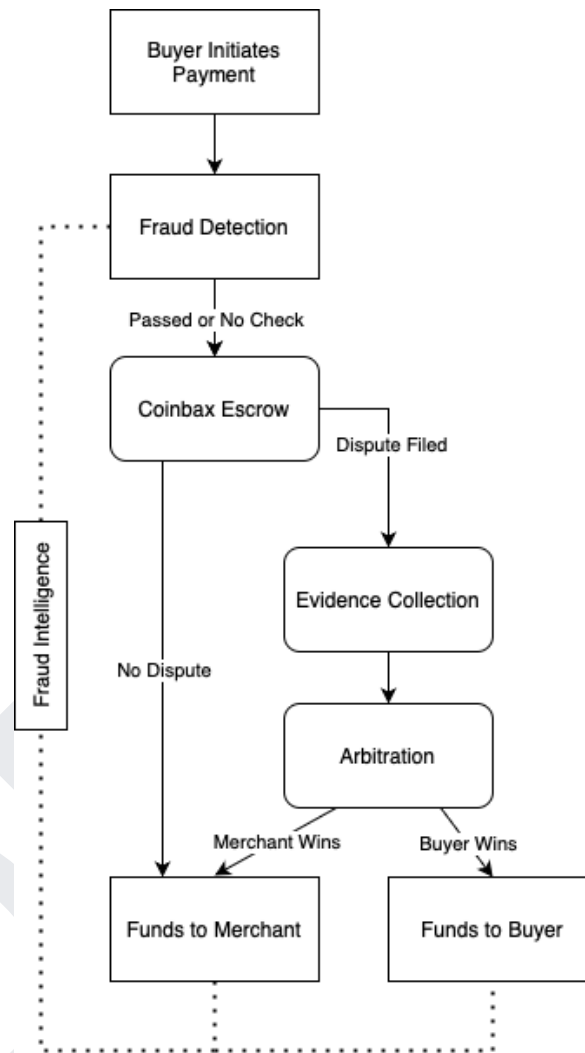 Buyer Initiates
Payment
Fraud Detection
Passed or No Check
Coinbax Escrow
Dispute Filed
Evidence Collection
Fraud Intelligence
No Dispute
Arbitration
Merchant Wins
Buyer Wins
Funds to Merchant
Funds to Buyer